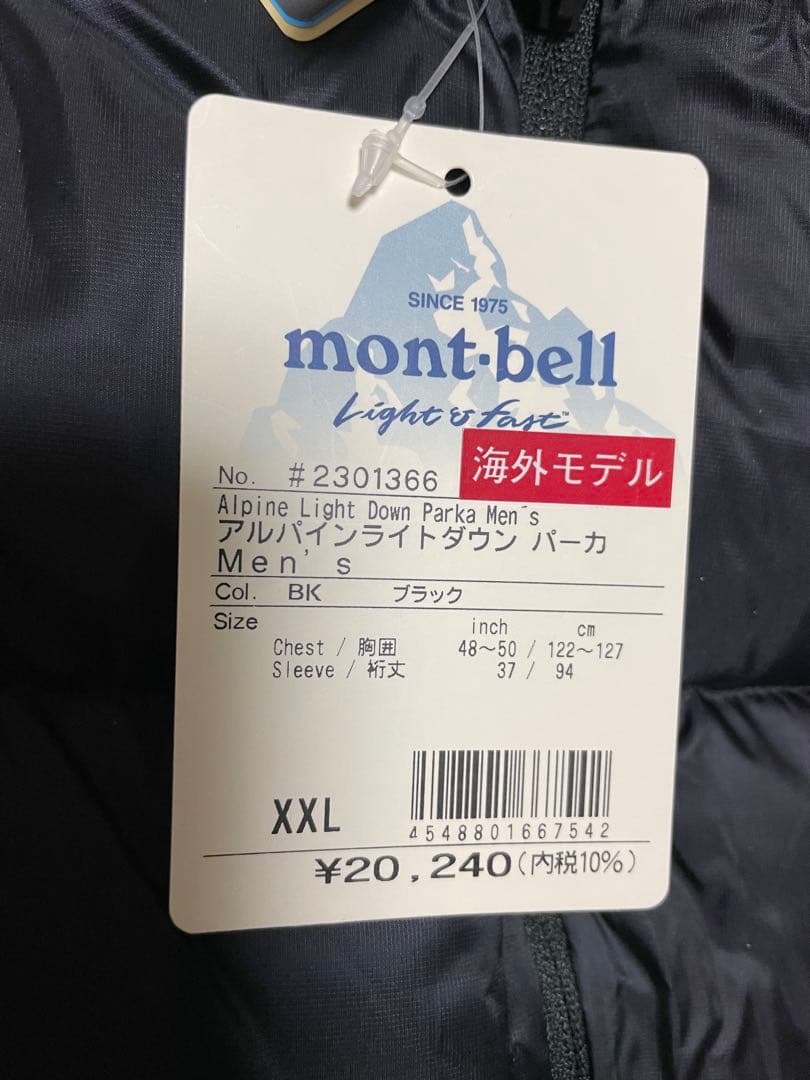 SINCE 1975
mont·bell
Light & fast™
海外モデル
No. #2301366
Alpine Light Down Parka Men´s
アルパインライトダウン パーカ
Men's
Col. BK ブラック
Size
inch cm
Chest / 胸囲 48〜50 / 122〜127
Sleeve / 裄丈 37 / 94
XXL
4548801667542
¥20,240(内税10%)